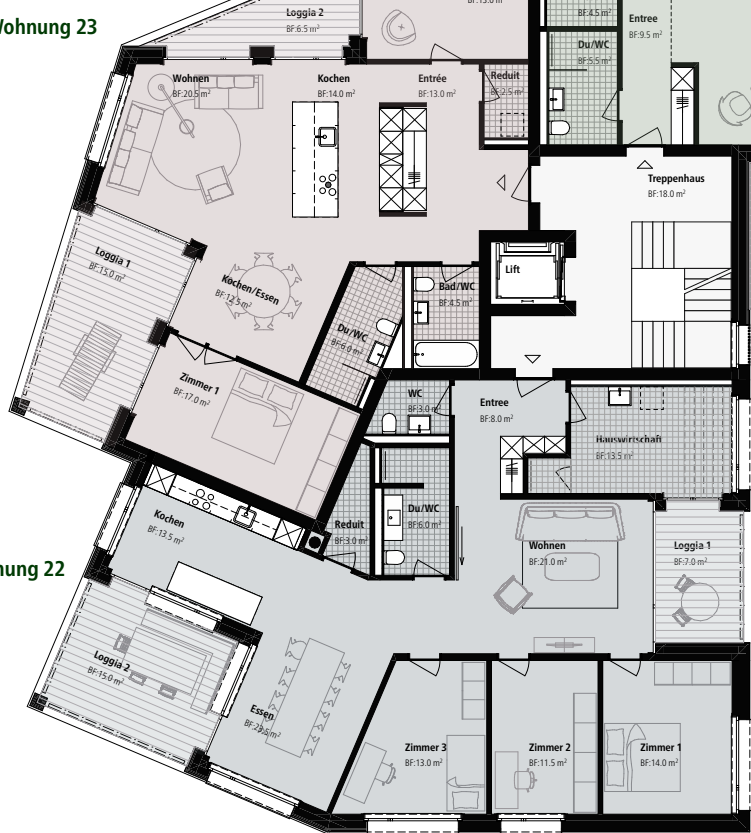 Wohnung 23
Loggia 2
BF:6.5 m²
BF:4.5 m²
Entree
BF:9.5 m²
Du/WC
BF:5.5 m²
Wohnen
BF:20.5 m²
Kochen
BF:14.0 m²
Entrée
BF:13.0 m²
Reduit
BF:2.5 m²
Treppenhaus
BF:18.0 m²
Lift
Loggia 1
BF:15.0 m²
Kochen/Essen
BF:12.5 m²
Bad/WC
BF:4.5 m²
Du/WC
BF:6.0 m²
Zimmer 1
BF:17.0 m²
WC
BF:3.0 m²
Entree
BF:8.0 m²
Hauswirtschaft
BF:13.5 m²
Kochen
BF:13.5 m²
Reduit
BF:3.0 m²
Du/WC
BF:6.0 m²
Wohnen
BF:21.0 m²
Loggia 1
BF:7.0 m²
nung 22
Loggia 2
BF:15.0 m²
Essen
BF:23.5 m²
Zimmer 3
BF:13.0 m²
Zimmer 2
BF:11.5 m²
Zimmer 1
BF:14.0 m²